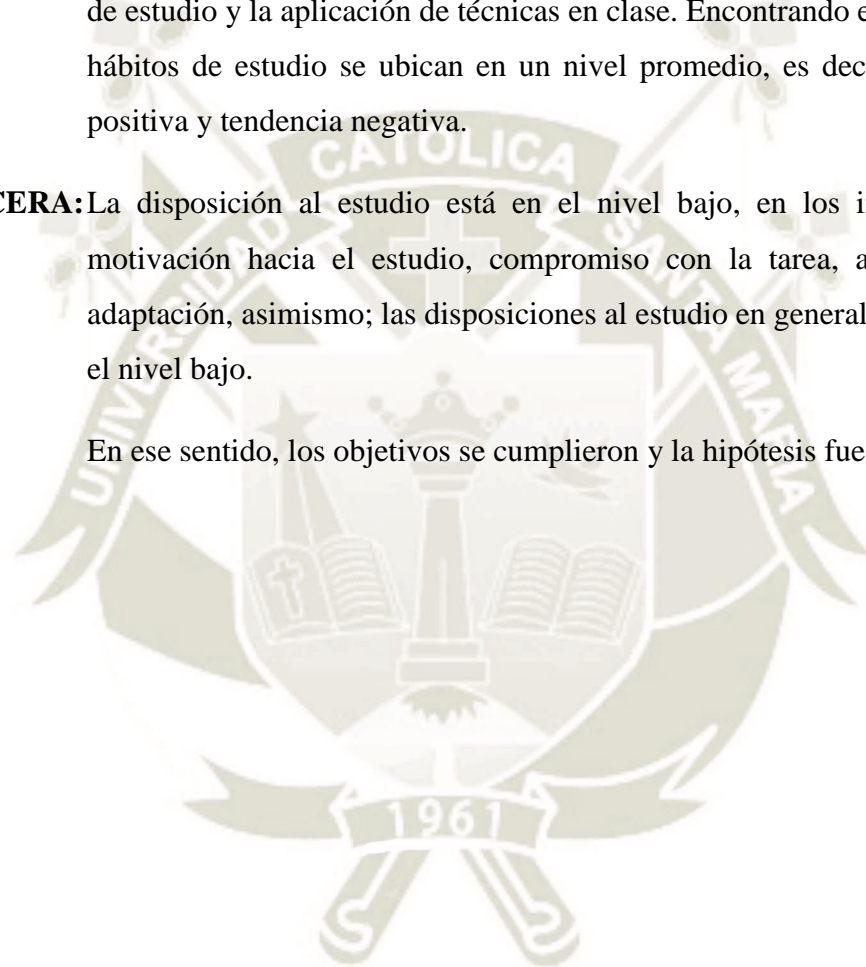 de estudio y la aplicación de técnicas en clase. Encontrando
hábitos de estudio se ubican en un nivel promedio, es
positiva y tendencia negativa.
La disposición al estudio está en el nivel bajo, en los
motivación hacia el estudio, compromiso con la tarea,
adaptación, asimismo; las disposiciones al estudio en general
el nivel bajo.
En ese sentido, los objetivos se cumplieron y la hipótesis fue
UNIVERSIDAD CATOLICA SANTA MARIA
1961